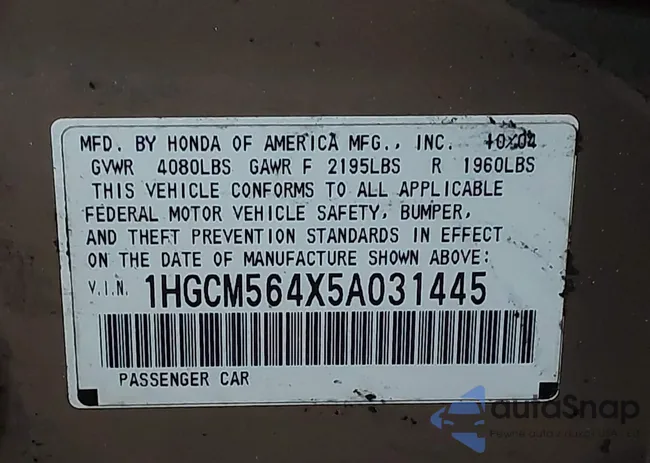 MFD. BY HONDA OF AMERICA MFG., INC. 10/04
GVWR 4080LBS GAWR F 2195LBS R 1960LBS
THIS VEHICLE CONFORMS TO ALL APPLICABLE
FEDERAL MOTOR VEHICLE SAFETY, BUMPER,
AND THEFT PREVENTION STANDARDS IN EFFECT
ON THE DATE OF MANUFACTURE SHOWN ABOVE:
V.I.N. 1HGCM564X5A031445
PASSENGER CAR
autoSnap